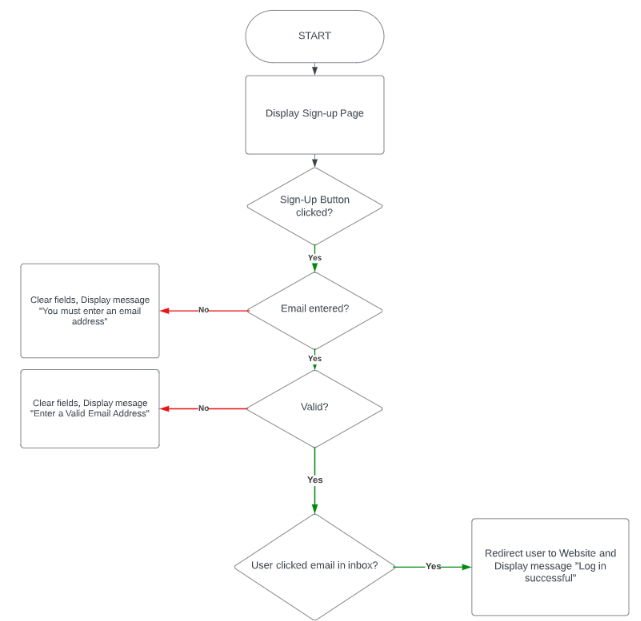 START
Display Sign-up Page
Sign-Up Button
clicked?
Yes
Clear fields, Display message
"You must enter an email
address"
No
Email entered?
Yes
Clear fields, Display mesage
"Enter a Valid Email Address"
No
Valid?
Yes
User clicked email in inbox?
Yes
Redirect user to Website and
Display message "Log in
successful"